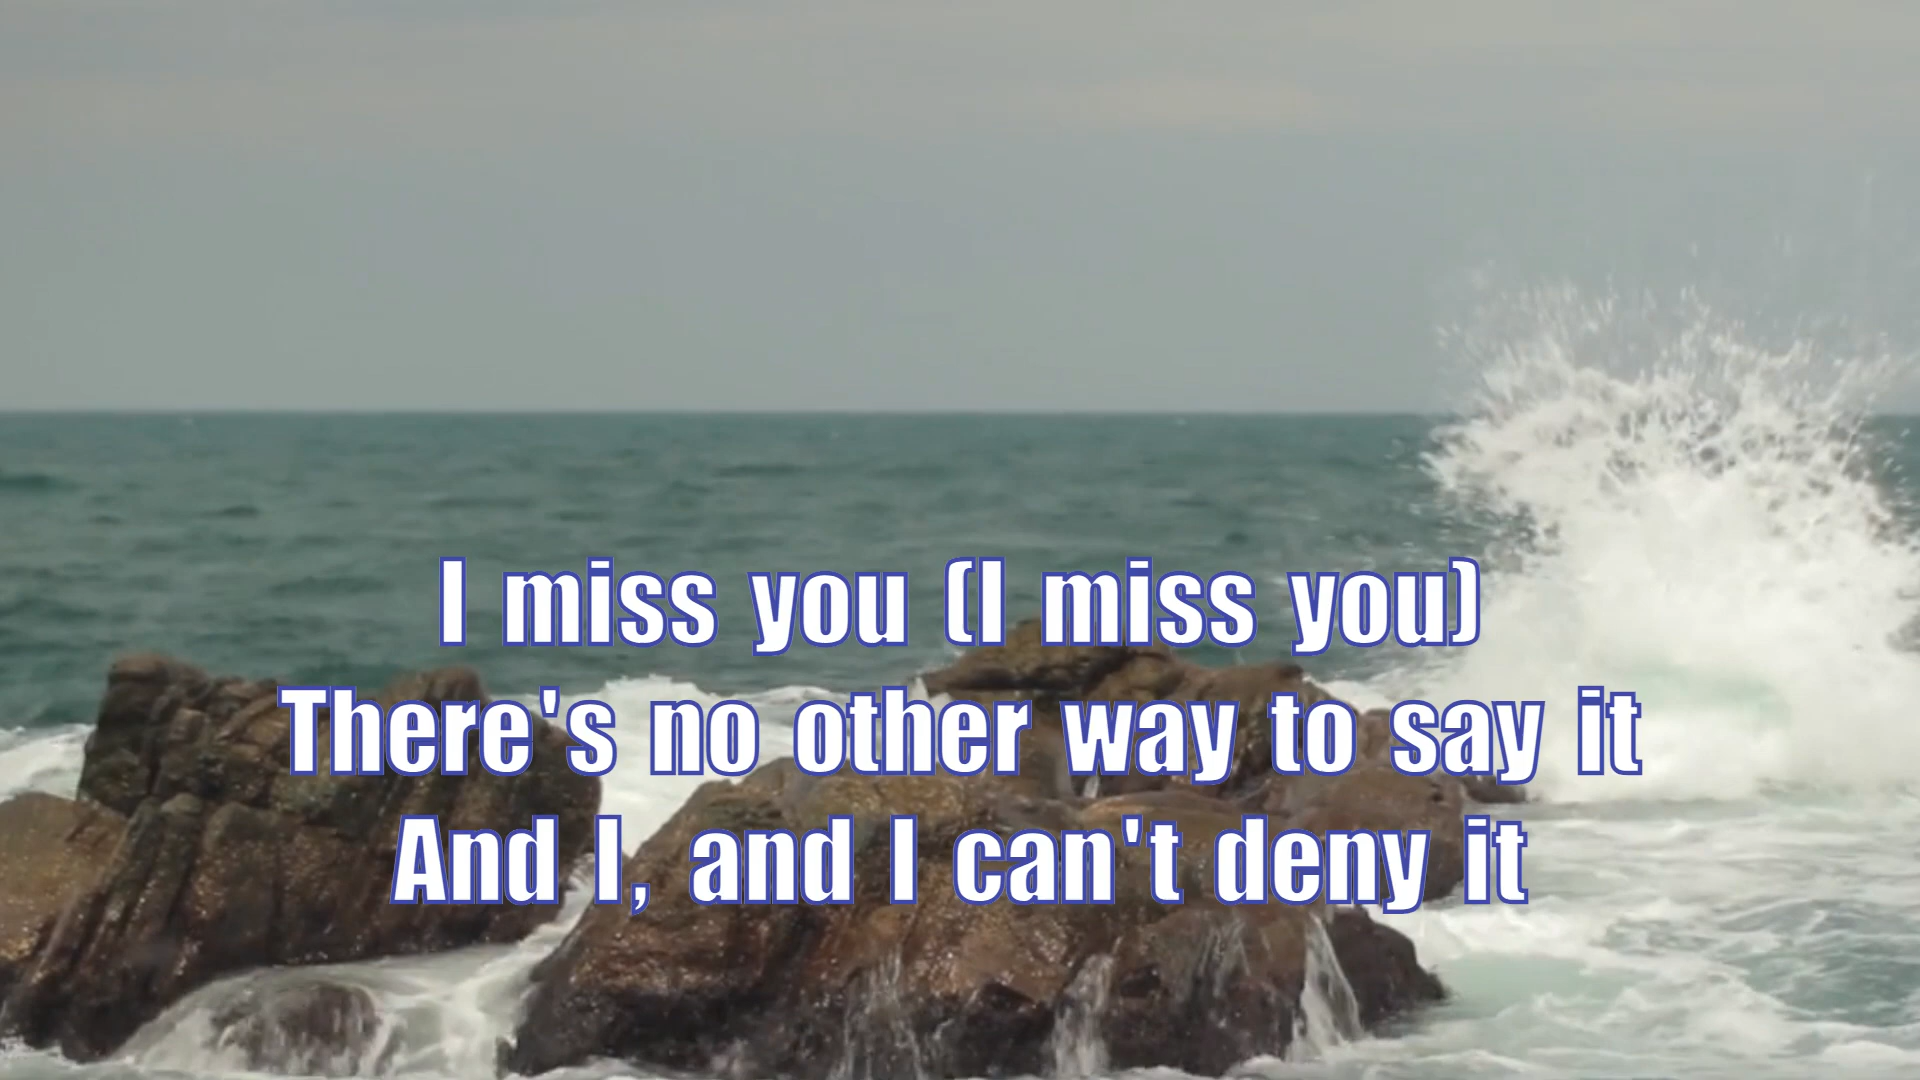 I miss you (I miss you)
There's no other way to say it
And I, and I can't deny it